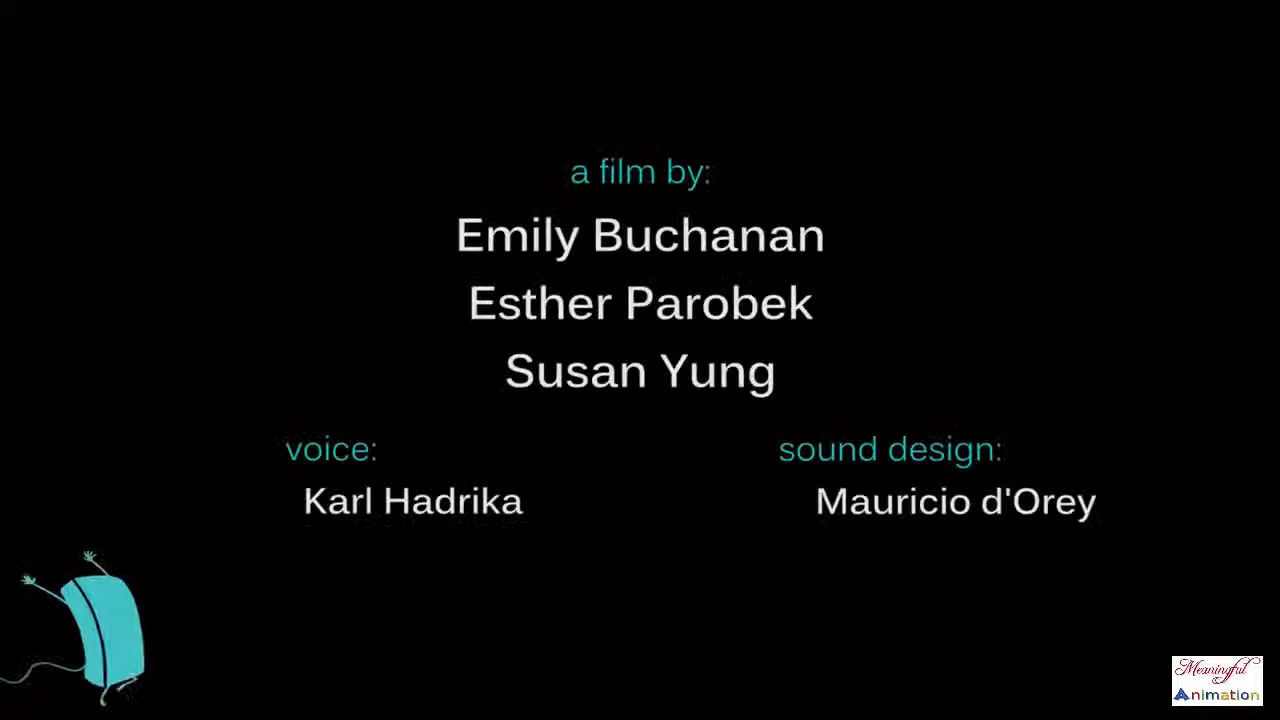 a film by:
Emily Buchanan
Esther Parobek
Susan Yung
voice:
Karl Hadrika
sound design:
Mauricio d'Orey
Meaningful
Animation